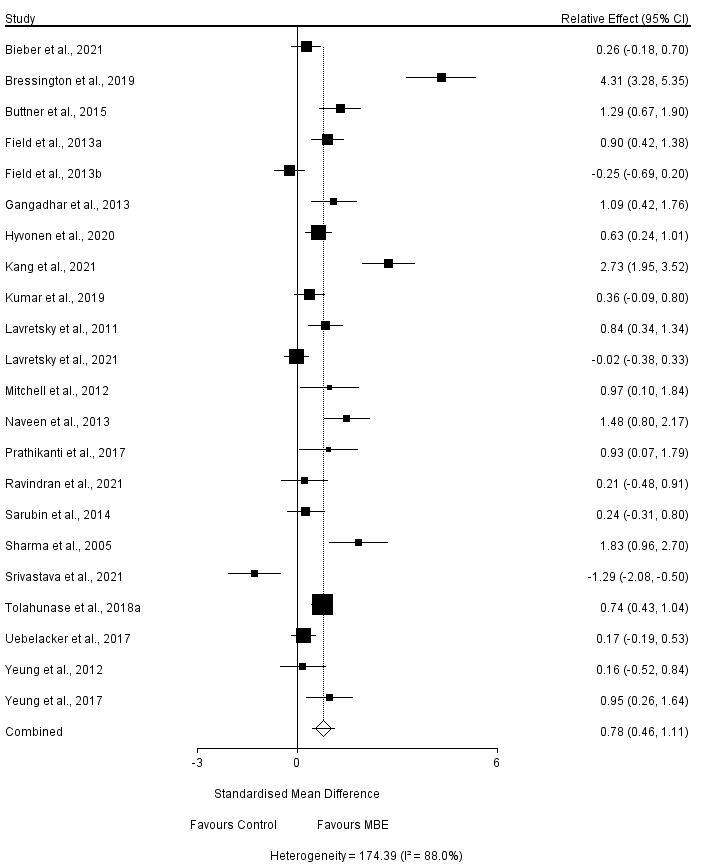 Study Relative Effect (95% CI)
Bieber et al., 2021 0.26 (-0.18, 0.70)
Bressington et al., 2019 4.31 (3.28, 5.35)
Buttner et al., 2015 1.29 (0.67, 1.90)
Field et al., 2013a 0.90 (0.42, 1.38)
Field et al., 2013b -0.25 (-0.69, 0.20)
Gangadhar et al., 2013 1.09 (0.42, 1.76)
Hyvonen et al., 2020 0.63 (0.24, 1.01)
Kang et al., 2021 2.73 (1.95, 3.52)
Kumar et al., 2019 0.36 (-0.09, 0.80)
Lavretsky et al., 2011 0.84 (0.34, 1.34)
Lavretsky et al., 2021 -0.02 (-0.38, 0.33)
Mitchell et al., 2012 0.97 (0.10, 1.84)
Naveen et al., 2013 1.48 (0.80, 2.17)
Prathikanti et al., 2017 0.93 (0.07, 1.79)
Ravindran et al., 2021 0.21 (-0.48, 0.91)
Sarubin et al., 2014 0.24 (-0.31, 0.80)
Sharma et al., 2005 1.83 (0.96, 2.70)
Srivastava et al., 2021 -1.29 (-2.08, -0.50)
Tolahunase et al., 2018a 0.74 (0.43, 1.04)
Uebelacker et al., 2017 0.17 (-0.19, 0.53)
Yeung et al., 2012 0.16 (-0.52, 0.84)
Yeung et al., 2017 0.95 (0.26, 1.64)
Combined 0.78 (0.46, 1.11)
-3 0 6
Standardised Mean Difference
Favours Control Favours MBE
Heterogeneity = 174.39 (I² = 88.0%)